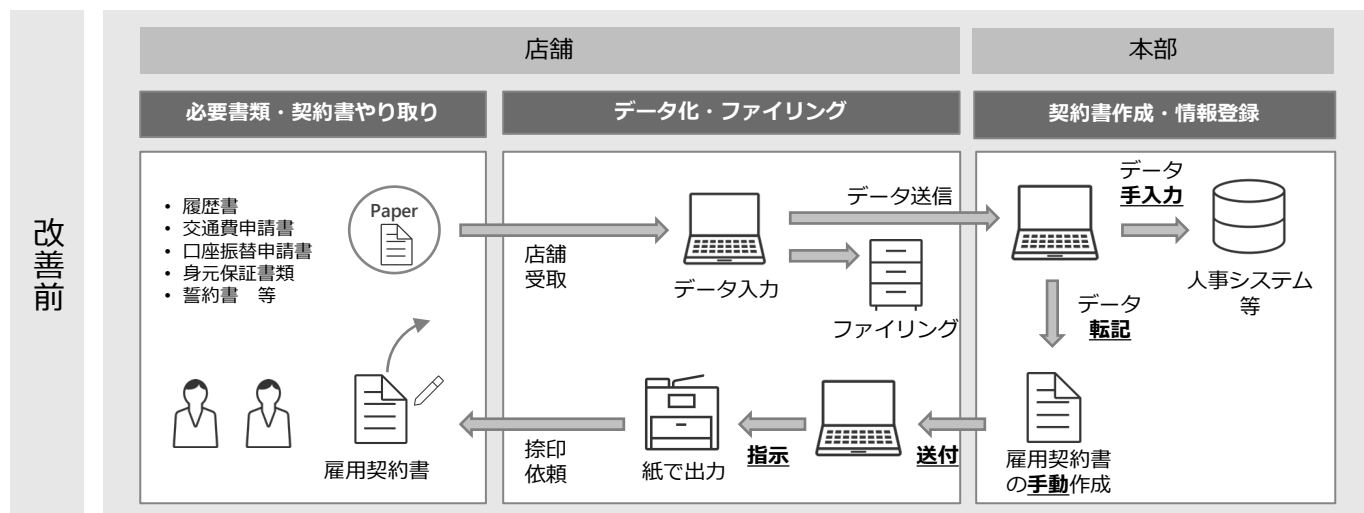 改善前
店舗
本部
必要書類・契約書やり取り
データ化・ファイリング
契約書作成・情報登録
• 履歴書
• 交通費申請書
• 口座振替申請書
• 身元保証書類
• 誓約書　等
Paper
雇用契約書
店舗
受取
データ入力
データ送信
ファイリング
データ
手入力
人事システム
等
データ
転記
雇用契約書
の手動作成
送付
指示
紙で出力
捺印
依頼